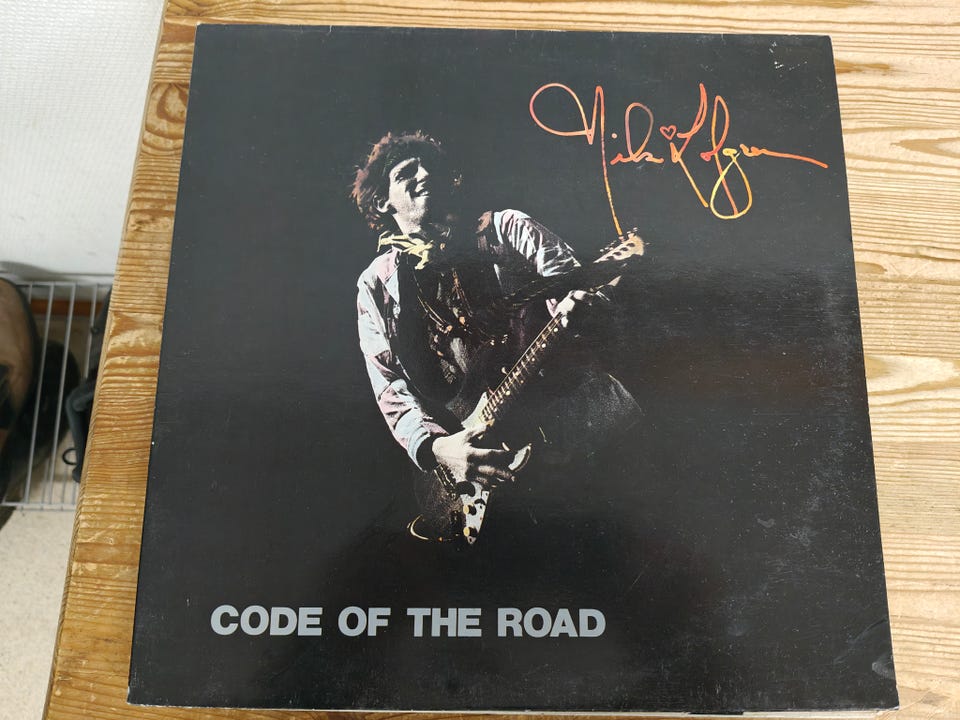 Nils Lofgren
CODE OF THE ROAD